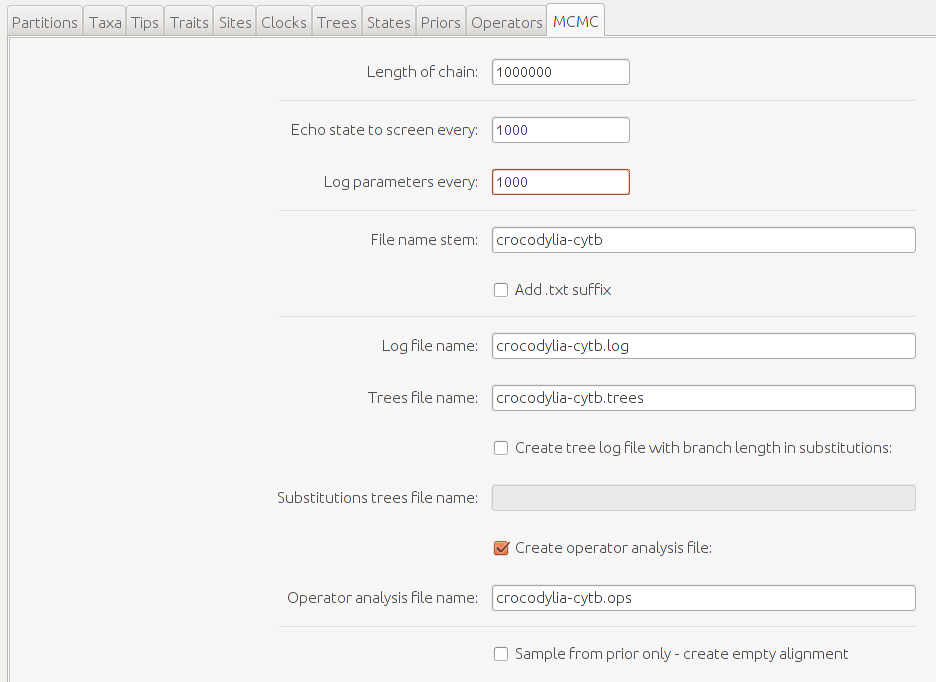 Partitions Taxa Tips Traits Sites Clocks Trees States Priors Operators MCMC
Length of chain: 1000000
Echo state to screen every: 1000
Log parameters every: 1000
File name stem: crocodylia-cytb
Add .txt suffix
Log file name: crocodylia-cytb.log
Trees file name: crocodylia-cytb.trees
Create tree log file with branch length in substitutions:
Substitutions trees file name:
Create operator analysis file:
Operator analysis file name: crocodylia-cytb.ops
Sample from prior only - create empty alignment